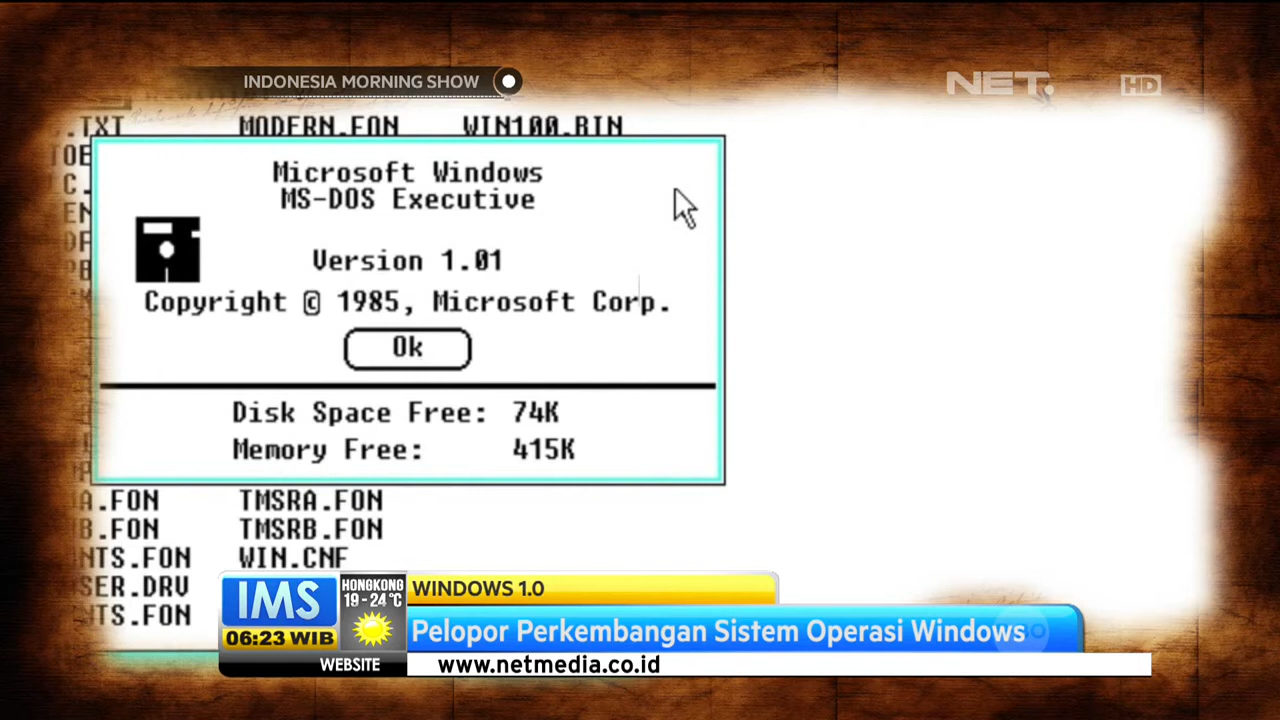 INDONESIA MORNING SHOW
NET.
HD
.TXT MODERN.FON WIN100.BIN
Microsoft Windows
MS-DOS Executive
Version 1.01
Copyright © 1985, Microsoft Corp.
Ok
Disk Space Free: 74K
Memory Free: 415K
A.FON TMSRA.FON
B.FON TMSRB.FON
NTS.FON WIN.CNF
SER.DRV
NTS.FON
IMS
HONGKONG
19 - 24°C
WINDOWS 1.0
06:23 WIB
Pelopor Perkembangan Sistem Operasi Windows
WEBSITE
www.netmedia.co.id